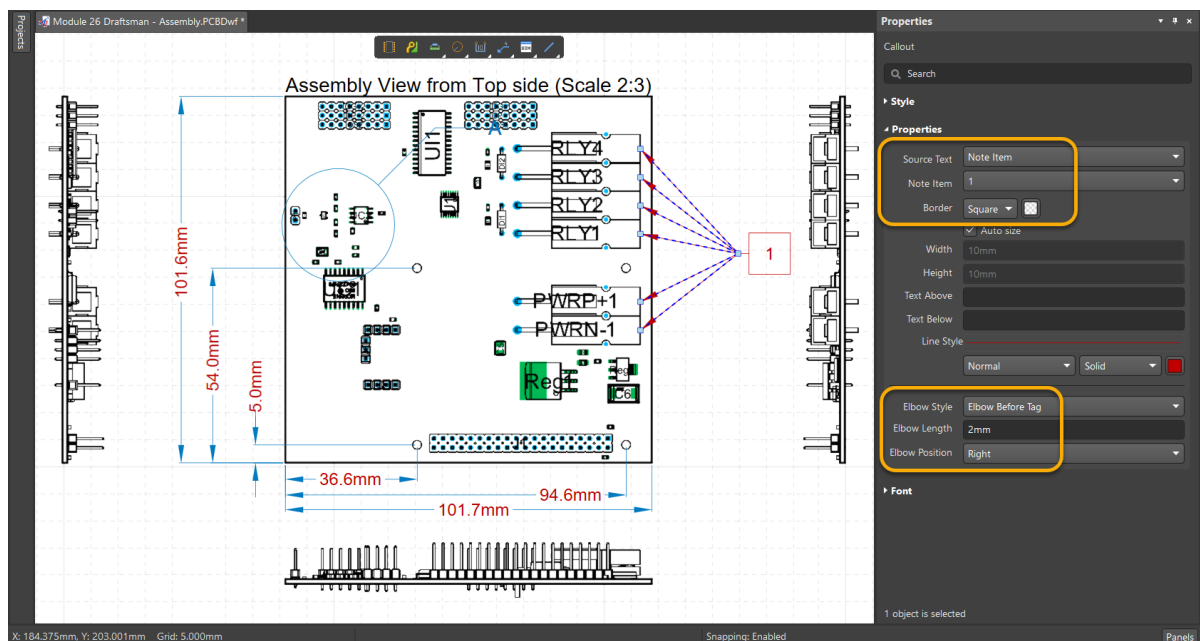 Projects
Module 26 Draftsman - Assembly.PCBDwf *
Assembly View from Top side (Scale 2:3)
A
U11
RLY4
D2
RLY3
U1
RLY2
D1
RLY1
1
101.6mm
54.0mm
5.0mm
PWRP+1
PWRN-1
Reg1
C6
J1
36.6mm
94.6mm
101.7mm
X: 184.375mm, Y: 203.001mm Grid: 5.000mm
Snapping: Enabled
Panels
Properties
Callout
Search
Style
Properties
Source Text Note Item
Note Item 1
Border Square
Auto size
Width 10mm
Height 10mm
Text Above
Text Below
Line Style
Normal Solid
Elbow Style Elbow Before Tag
Elbow Length 2mm
Elbow Position Right
Font
1 object is selected